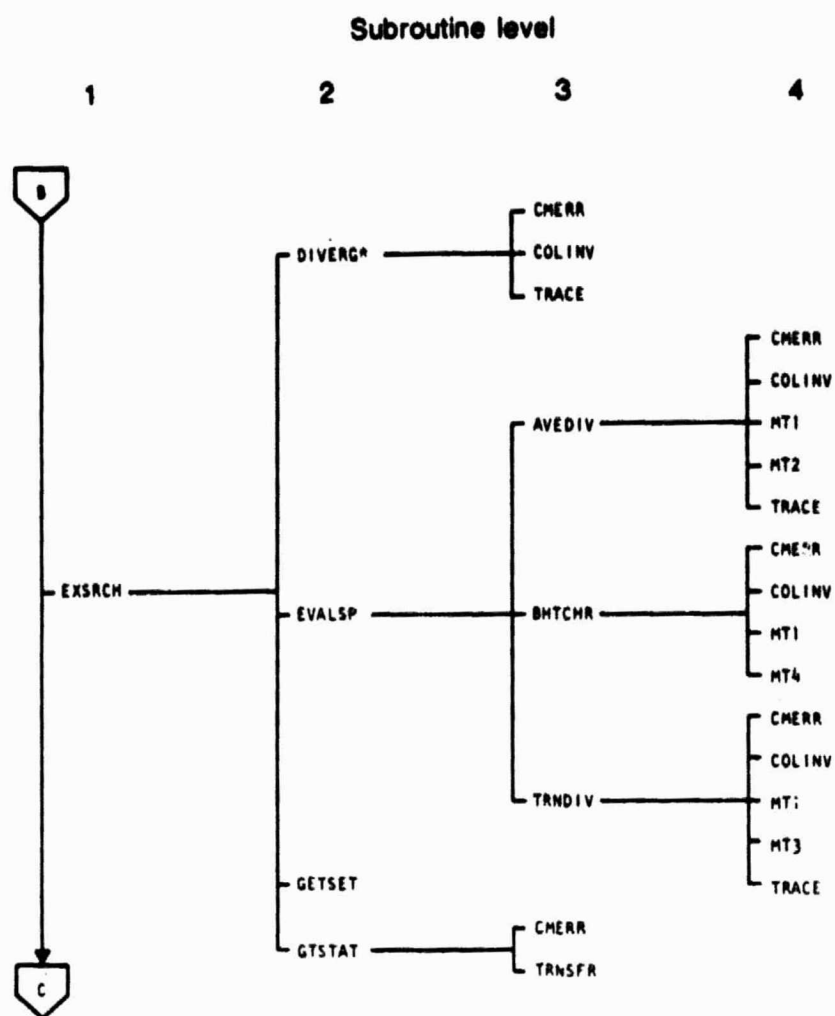 Subroutine level
1 2 3 4
B
CMERR
DIVERG* COLINV
TRACE
CMERR
COLINV
AVEDIV MT1
MT2
TRACE
EXSRCH
COLINV
EVALSP BHTCHR
MT1
MT4
CMERR
COLINV
TRNDIV
MT3
GETSET TRACE
CMERR
GTSTAT
TRNSFR
C